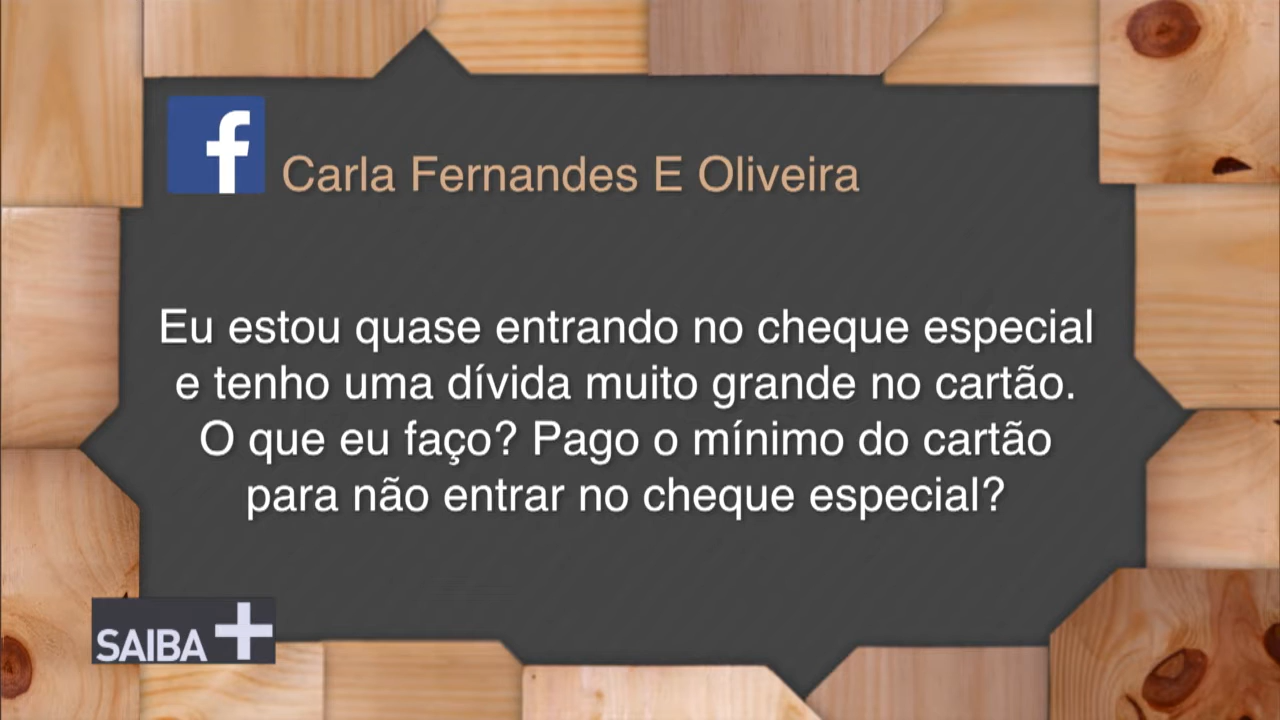 Carla Fernandes E Oliveira
Eu estou quase entrando no cheque especial
e tenho uma dívida muito grande no cartão.
O que eu faço? Pago o mínimo do cartão
para não entrar no cheque especial?
SAIBA+